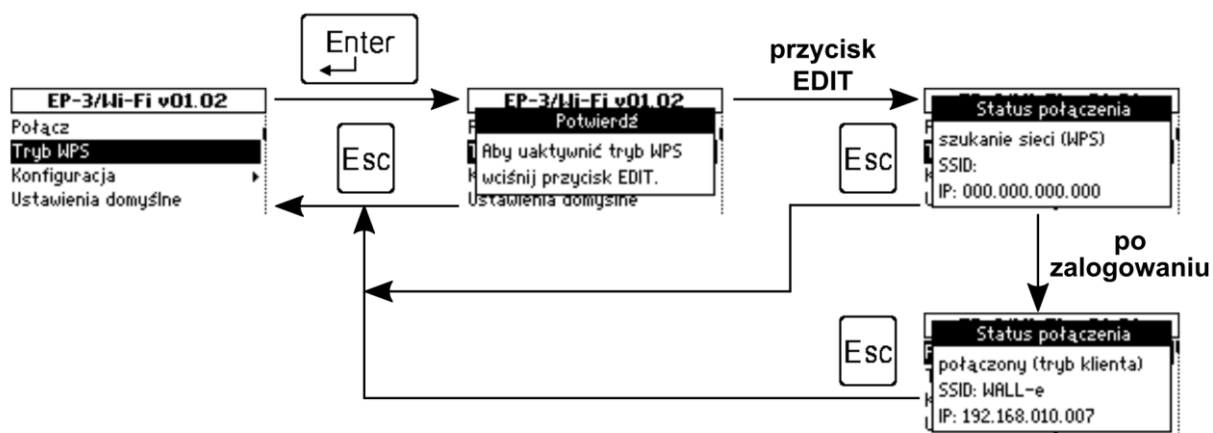 Enter
przycisk
EDIT
EP-3/Wi-Fi v01.02
Połącz
Tryb WPS
Konfiguracja
Ustawienia domyślne
Esc
EP-3/Wi-Fi v01.02
Potwierdź
Aby uaktywnić tryb WPS
wciśnij przycisk EDIT.
Ustawienia domyślne
Esc
Status połączenia
szukanie sieci (WPS)
SSID:
IP: 000.000.000.000
po
zalogowaniu
Esc
Status połączenia
połączony (tryb klienta)
SSID: WALL-e
IP: 192.168.010.007